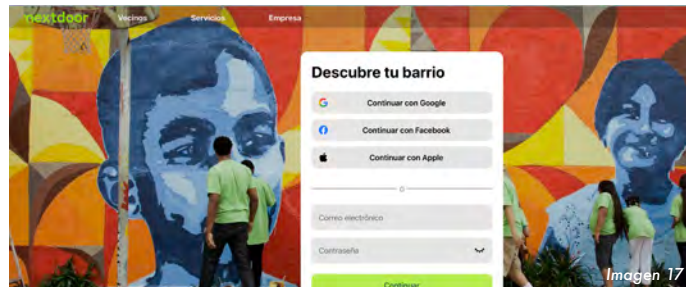 nextdoor
Vecinos
Servicios
Empresa
Descubre tu barrio
Continuar con Google
Continuar con Facebook
Continuar con Apple
o
Correo electrónico
Contraseña
Continuar
Imagen 17